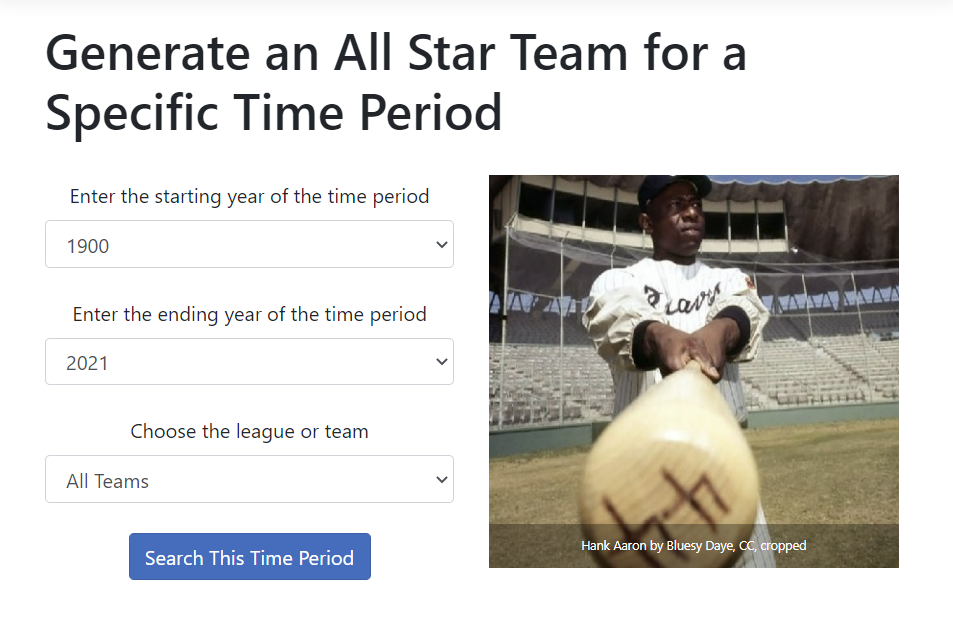 Generate an All Star Team for a
Specific Time Period
Enter the starting year of the time period
1900
Enter the ending year of the time period
2021
Choose the league or team
All Teams
Search This Time Period
Braves
44
Hank Aaron by Bluesy Daye, CC, cropped